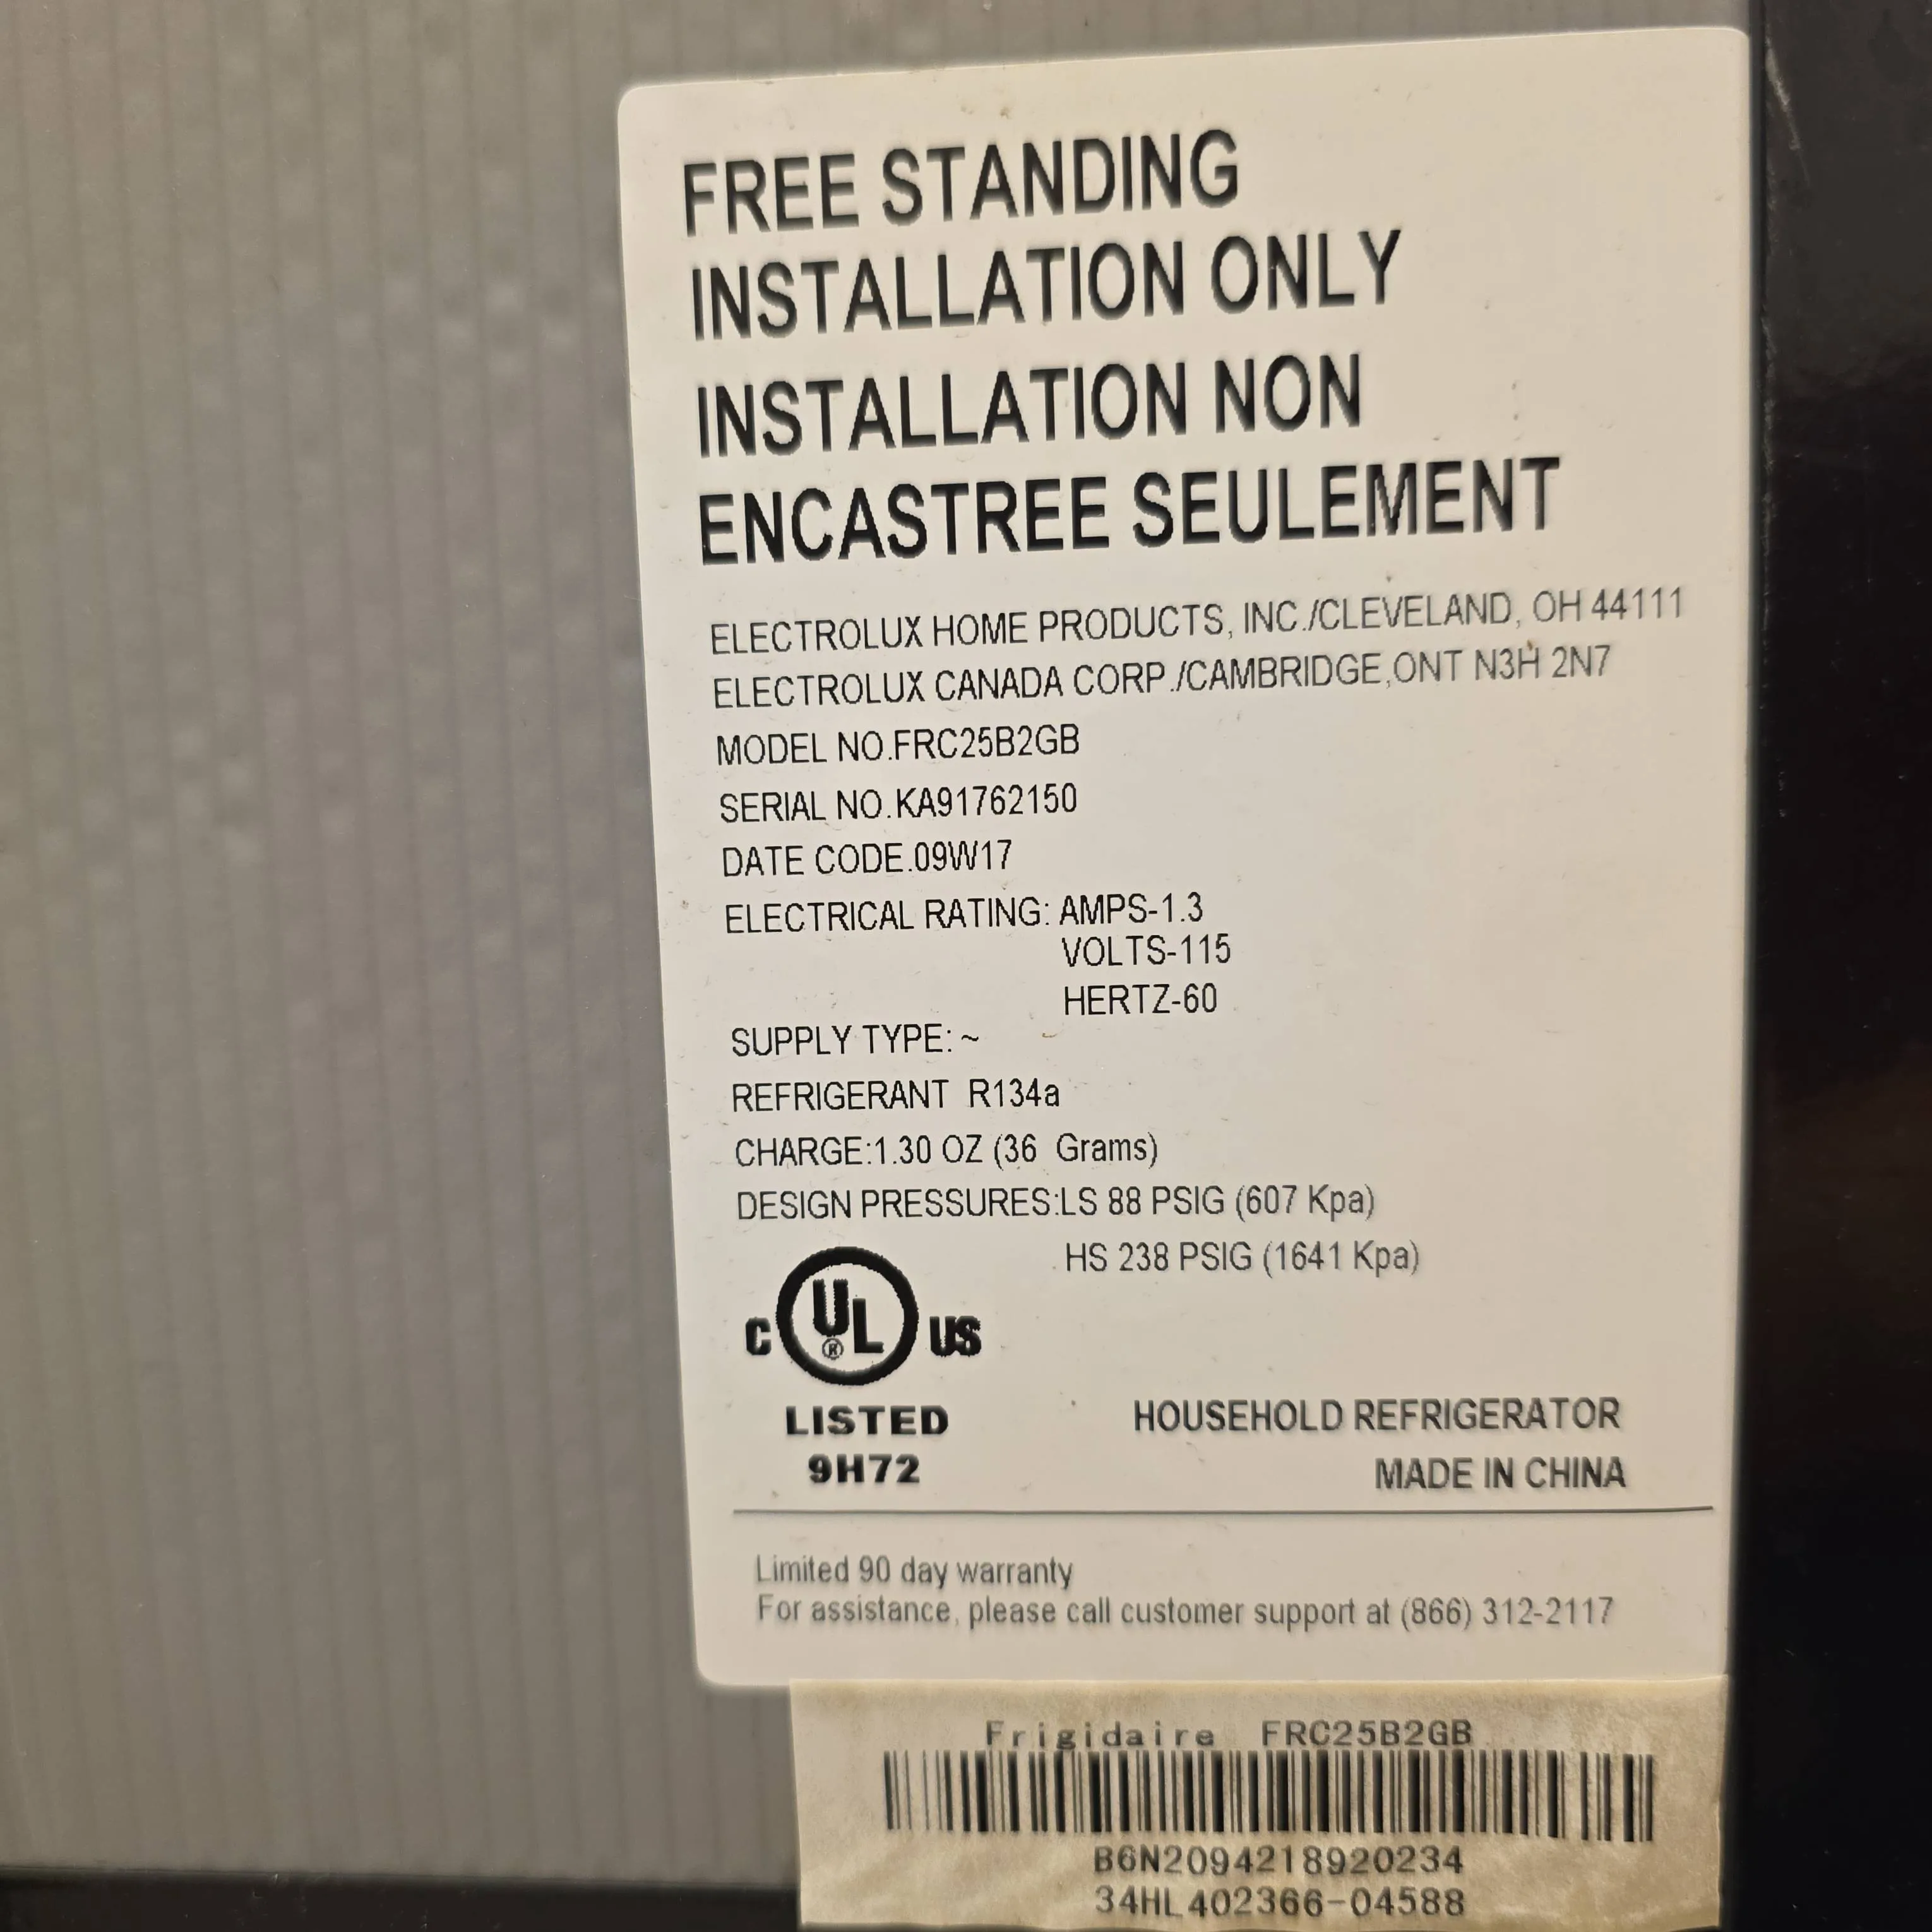 FREE STANDING
INSTALLATION ONLY
INSTALLATION NON
ENCASTREE SEULEMENT
ELECTROLUX HOME PRODUCTS, INC./CLEVELAND, OH 44111
ELECTROLUX CANADA CORP./CAMBRIDGE,ONT N3H 2N7
MODEL NO.FRC25B2GB
SERIAL NO.KA91762150
DATE CODE.09W17
ELECTRICAL RATING: AMPS-1.3
VOLTS-115
HERTZ-60
SUPPLY TYPE: ~
REFRIGERANT R134a
CHARGE:1.30 OZ (36 Grams)
DESIGN PRESSURES:LS 88 PSIG (607 Kpa)
HS 238 PSIG (1641 Kpa)
C UL® US
LISTED
9H72
HOUSEHOLD REFRIGERATOR
MADE IN CHINA
Limited 90 day warranty
For assistance, please call customer support at (866) 312-2117
Frigidaire FRC25B2GB
B6N2094218920234
34HL402366-04588